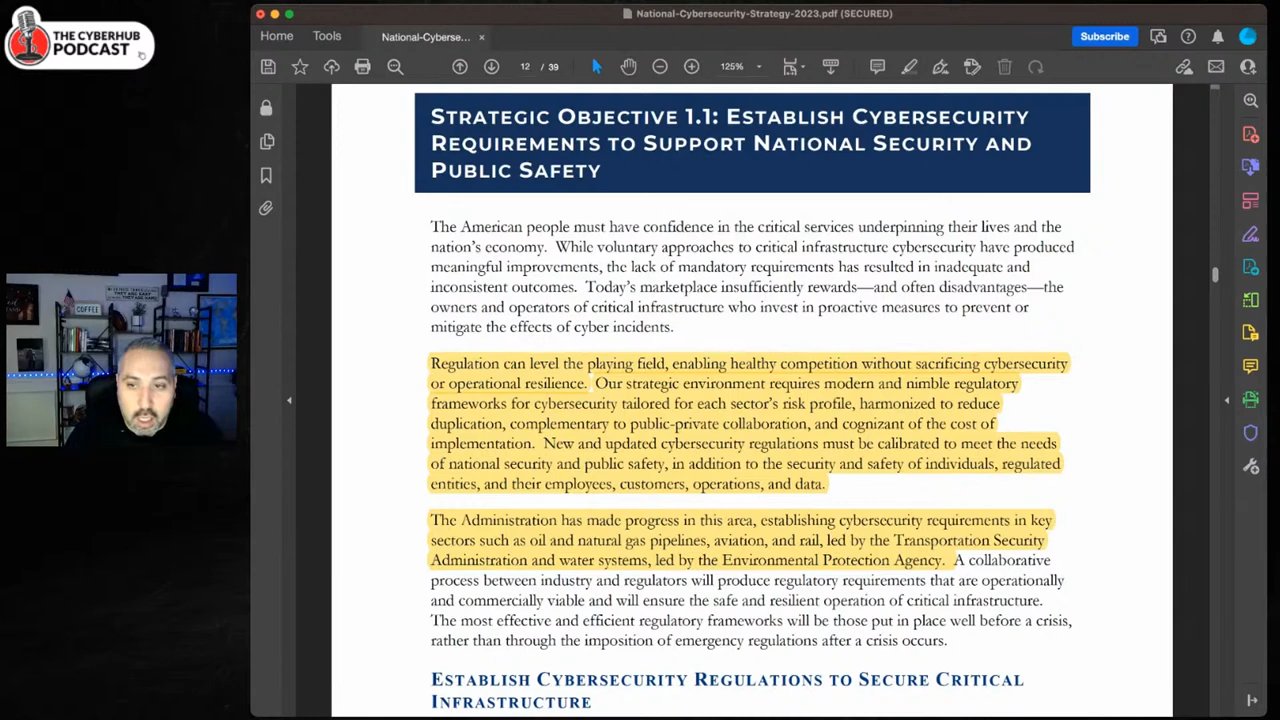 THE CYBERHUB
PODCAST
National-Cybersecurity-Strategy-2023.pdf (SECURED)
Home
Tools
National-Cyberse...
Subscribe
12 / 39
125%
STRATEGIC OBJECTIVE 1.1: ESTABLISH CYBERSECURITY
REQUIREMENTS TO SUPPORT NATIONAL SECURITY AND
PUBLIC SAFETY
The American people must have confidence in the critical services underpinning their lives and the
nation's economy. While voluntary approaches to critical infrastructure cybersecurity have produced
meaningful improvements, the lack of mandatory requirements has resulted in inadequate and
inconsistent outcomes. Today's marketplace insufficiently rewards—and often disadvantages—the
owners and operators of critical infrastructure who invest in proactive measures to prevent or
mitigate the effects of cyber incidents.
Regulation can level the playing field, enabling healthy competition without sacrificing cybersecurity
or operational resilience. Our strategic environment requires modern and nimble regulatory
frameworks for cybersecurity tailored for each sector's risk profile, harmonized to reduce
duplication, complementary to public-private collaboration, and cognizant of the cost of
implementation. New and updated cybersecurity regulations must be calibrated to meet the needs
of national security and public safety, in addition to the security and safety of individuals, regulated
entities, and their employees, customers, operations, and data.
The Administration has made progress in this area, establishing cybersecurity requirements in key
sectors such as oil and natural gas pipelines, aviation, and rail, led by the Transportation Security
Administration and water systems, led by the Environmental Protection Agency. A collaborative
process between industry and regulators will produce regulatory requirements that are operationally
and commercially viable and will ensure the safe and resilient operation of critical infrastructure.
The most effective and efficient regulatory frameworks will be those put in place well before a crisis,
rather than through the imposition of emergency regulations after a crisis occurs.
ESTABLISH CYBERSECURITY REGULATIONS TO SECURE CRITICAL
INFRASTRUCTURE
COFFEE